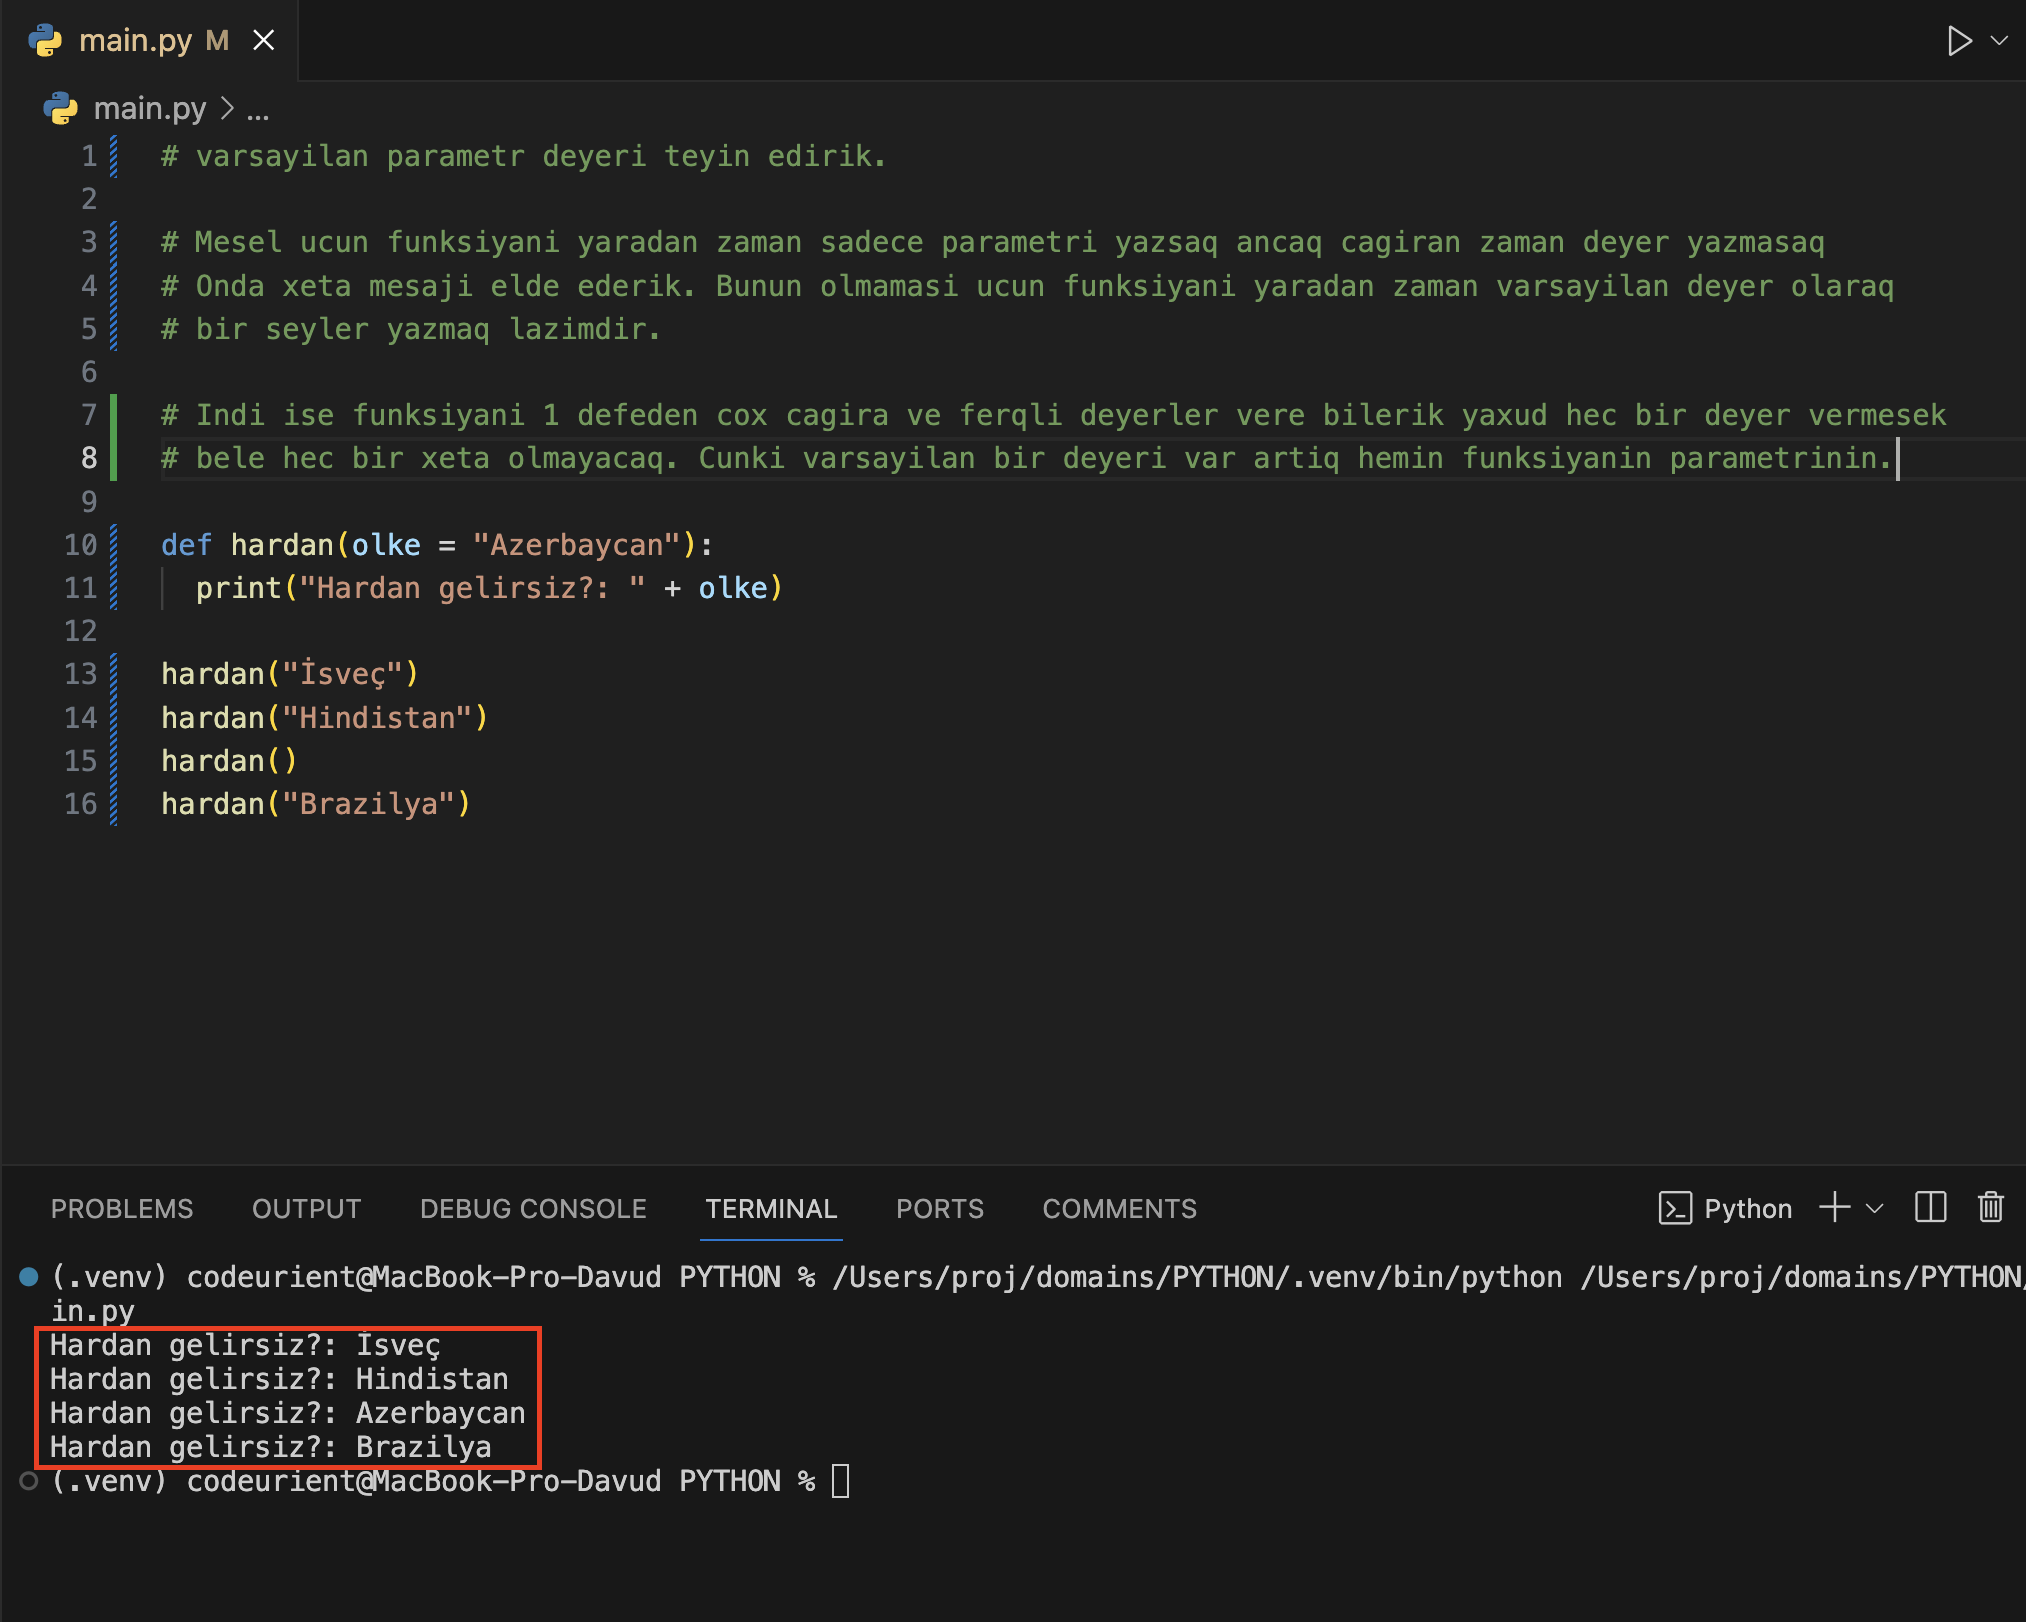 main.py M
main.py > ...
1 # varsayilan parametr deyeri teyin edirik.
2
3 # Mesel ucun funksiyani yaradan zaman sadece parametri yazsaq ancaq cagiran zaman deyer yazmasaq
4 # Onda xeta mesaji elde ederik. Bunun olmamasi ucun funksiyani yaradan zaman varsayilan deyer olaraq
5 # bir seyler yazmaq lazimdir.
6
7 # Indi ise funksiyani 1 defeden cox cagira ve ferqli deyerler vere bilerik yaxud hec bir deyer vermesek
8 # bele hec bir xeta olmayacaq. Cunki varsayilan bir deyeri var artiq hemin funksiyanin parametrinin.
9
10 def hardan(olke = "Azerbaycan"):
11 print("Hardan gelirsiz?: " + olke)
12
13 hardan("İsveç")
14 hardan("Hindistan")
15 hardan()
16 hardan("Brazilya")
PROBLEMS OUTPUT DEBUG CONSOLE TERMINAL PORTS COMMENTS Python
(.venv) codeurient@MacBook-Pro-Davud PYTHON % /Users/proj/domains/PYTHON/.venv/bin/python /Users/proj/domains/PYTHON/
in.py
Hardan gelirsiz?: İsveç
Hardan gelirsiz?: Hindistan
Hardan gelirsiz?: Azerbaycan
Hardan gelirsiz?: Brazilya
(.venv) codeurient@MacBook-Pro-Davud PYTHON %